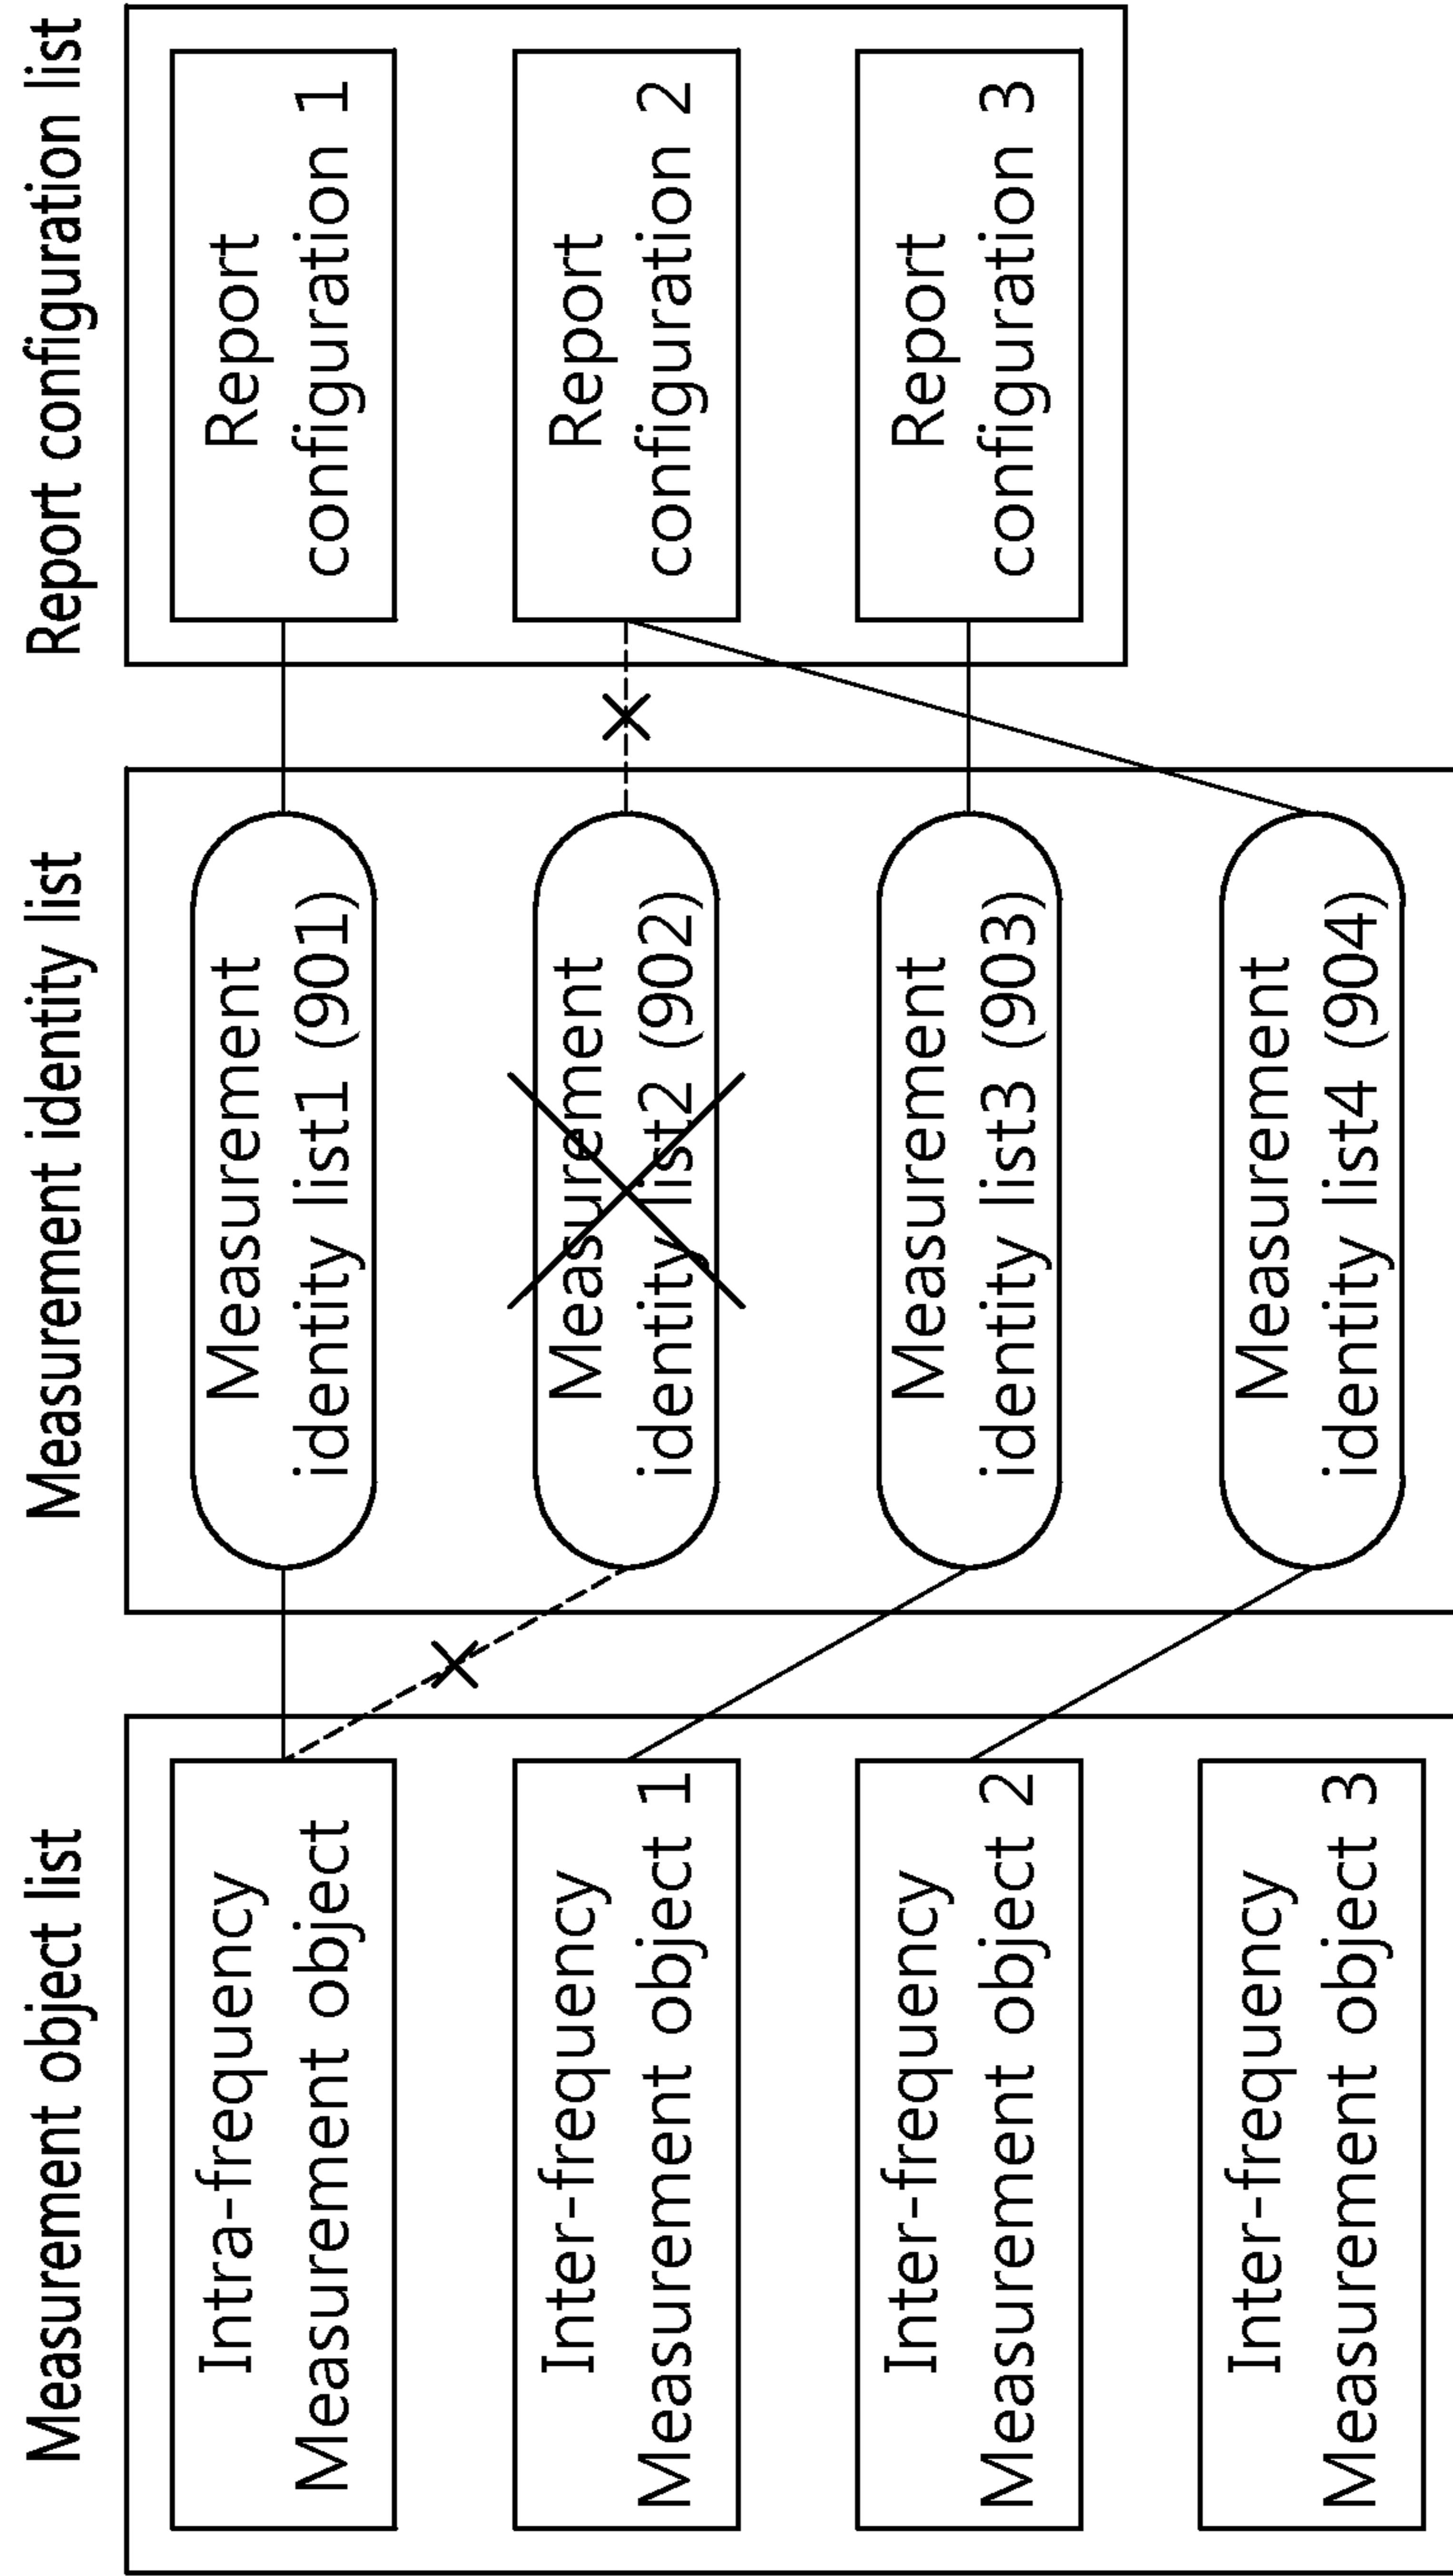 Measurement object list
Intra-frequency
Measurement object
Inter-frequency
Measurement object 1
Inter-frequency
Measurement object 2
Inter-frequency
Measurement object 3
Measurement identity list
Measurement
identity list1 (901)
Measurement
identity list2 (902)
Measurement
identity list3 (903)
Measurement
identity list4 (904)
Report configuration list
Report
configuration 1
Report
configuration 2
Report
configuration 3